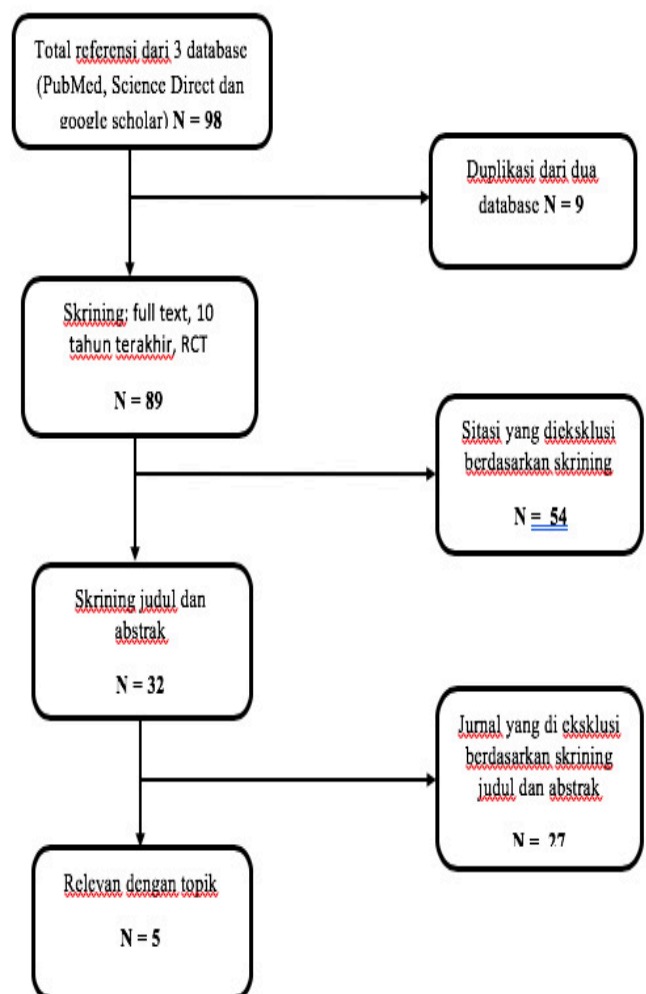 Total referensi dari 3 database
(PubMed, Science Direct dan
google scholar) N = 98
Duplikasi dari dua
database N = 9
Skrining; full text, 10
tahun terakhir, RCT
N = 89
Sitasi yang dieksklusi
berdasarkan skrining
N = 54
Skrining judul dan
abstrak
N = 32
Jurnal yang di eksklusi
berdasarkan skrining
judul dan abstrak
N = 27
Relevan dengan topik
N = 5